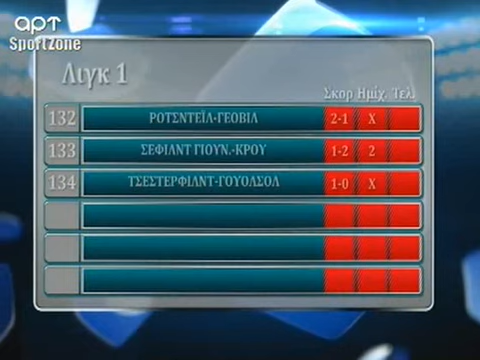 αρτ
SportZone
Λιγκ 1
Σκορ Ημίχ. Τελ.
132 ΡΟΤΣΝΤΕΪΛ-ΓΕΟΒΙΛ 2-1 X
133 ΣΕΦΙΛΝΤ ΓΙΟΥΝ.-ΚΡΟΥ 1-2 2
134 ΤΣΕΣΤΕΡΦΙΛΝΤ-ΓΟΥΟΛΣΟΛ 1-0 X